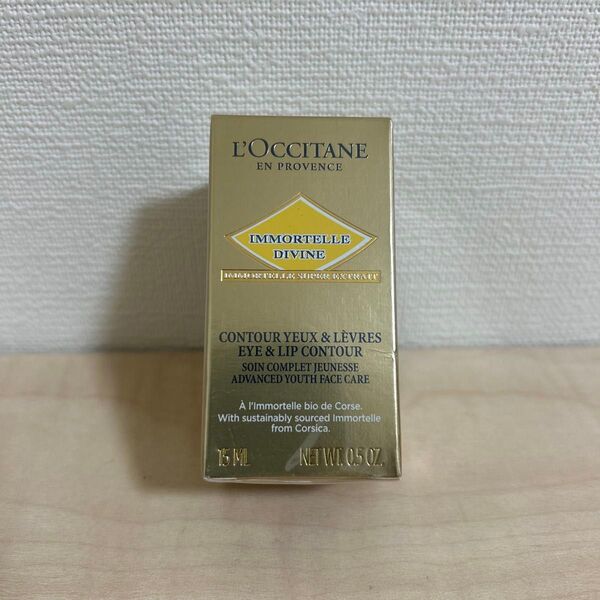 L'OCCITANE
EN PROVENCE
IMMORTELLE
DIVINE
IMMORTELLE SUPER EXTRAIT
CONTOUR YEUX & LÈVRES
EYE & LIP CONTOUR
SOIN COMPLET JEUNESSE
ADVANCED YOUTH FACE CARE
À l'Immortelle bio de Corse.
With sustainably sourced Immortelle
from Corsica.
15 ML NET WT. 0.5 OZ.